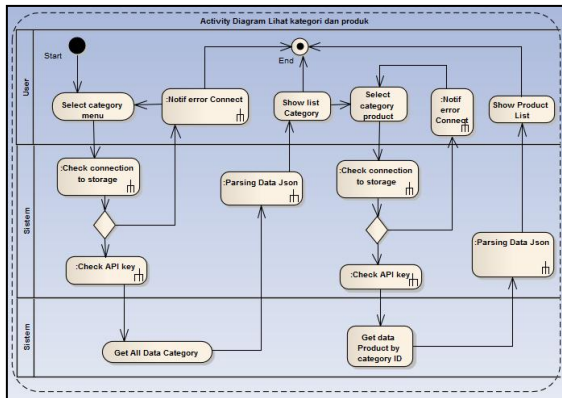 Activity Diagram Lihat kategori dan produk
User
Start
End
Select category
menu
:Notif error Connect
Show list
Category
Select
category
product
:Notif
error
Connect
Show Product
List
Sistem
:Check connection
to storage
:Parsing Data Json
:Check connection
to storage
:Check API key
:Check API key
:Parsing Data Json
Sistem
Get All Data Category
Get data
Product by
category ID